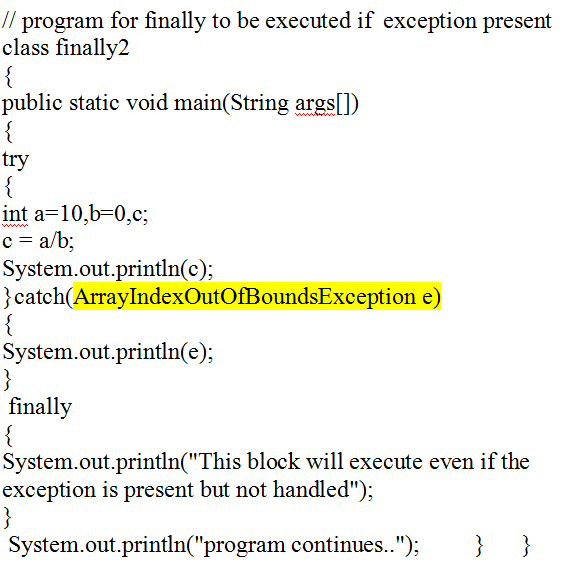 // program for finally to be executed if  exception present
class finally2
{
public static void main(String args[])
{
try
{
int a=10,b=0,c;
c = a/b;
System.out.println(c);
}catch(ArrayIndexOutOfBoundsException e)
{
System.out.println(e);
}
finally
{
System.out.println("This block will execute even if the
exception is present but not handled");
}
System.out.println("program continues..");        }      }